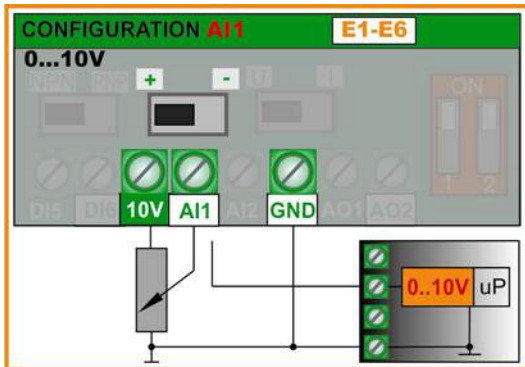 CONFIGURATION AI1 E1-E6
0...10V
NPN PNP + - U I ON
1 2
DI5 DI6 10V AI1 AI2 GND AO1 AO2
0..10V uP